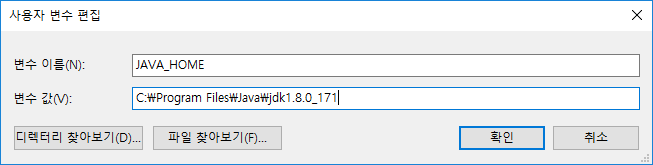 사용자 변수 편집
변수 이름(N): JAVA_HOME
변수 값(V): C:₩Program Files₩Java₩jdk1.8.0_171
디렉터리 찾아보기(D)... 파일 찾아보기(F)... 확인 취소